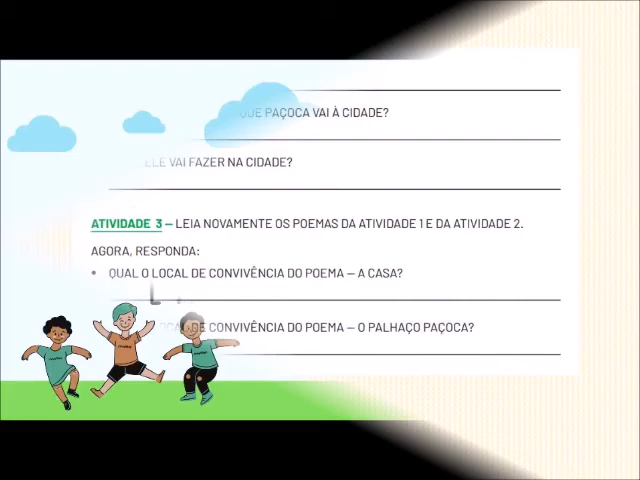 QUE PAÇOCA VAI À CIDADE?
ELE VAI FAZER NA CIDADE?
ATIVIDADE 3 – LEIA NOVAMENTE OS POEMAS DA ATIVIDADE 1 E DA ATIVIDADE 2.
AGORA, RESPONDA:
• QUAL O LOCAL DE CONVIVÊNCIA DO POEMA – A CASA?
L
LOCAL DE CONVIVÊNCIA DO POEMA – O PALHAÇO PAÇOCA?